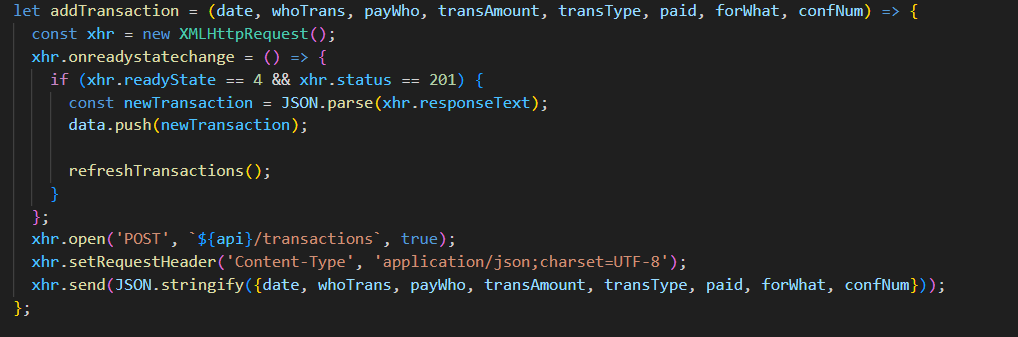 let addTransaction = (date, whoTrans, payWho, transAmount, transType, paid, forWhat, confNum) => {
  const xhr = new XMLHttpRequest();
  xhr.onreadystatechange = () => {
    if (xhr.readyState == 4 && xhr.status == 201) {
      const newTransaction = JSON.parse(xhr.responseText);
      data.push(newTransaction);

      refreshTransactions();
    }
  };
  xhr.open('POST', `${api}/transactions`, true);
  xhr.setRequestHeader('Content-Type', 'application/json;charset=UTF-8');
  xhr.send(JSON.stringify({date, whoTrans, payWho, transAmount, transType, paid, forWhat, confNum}));
};